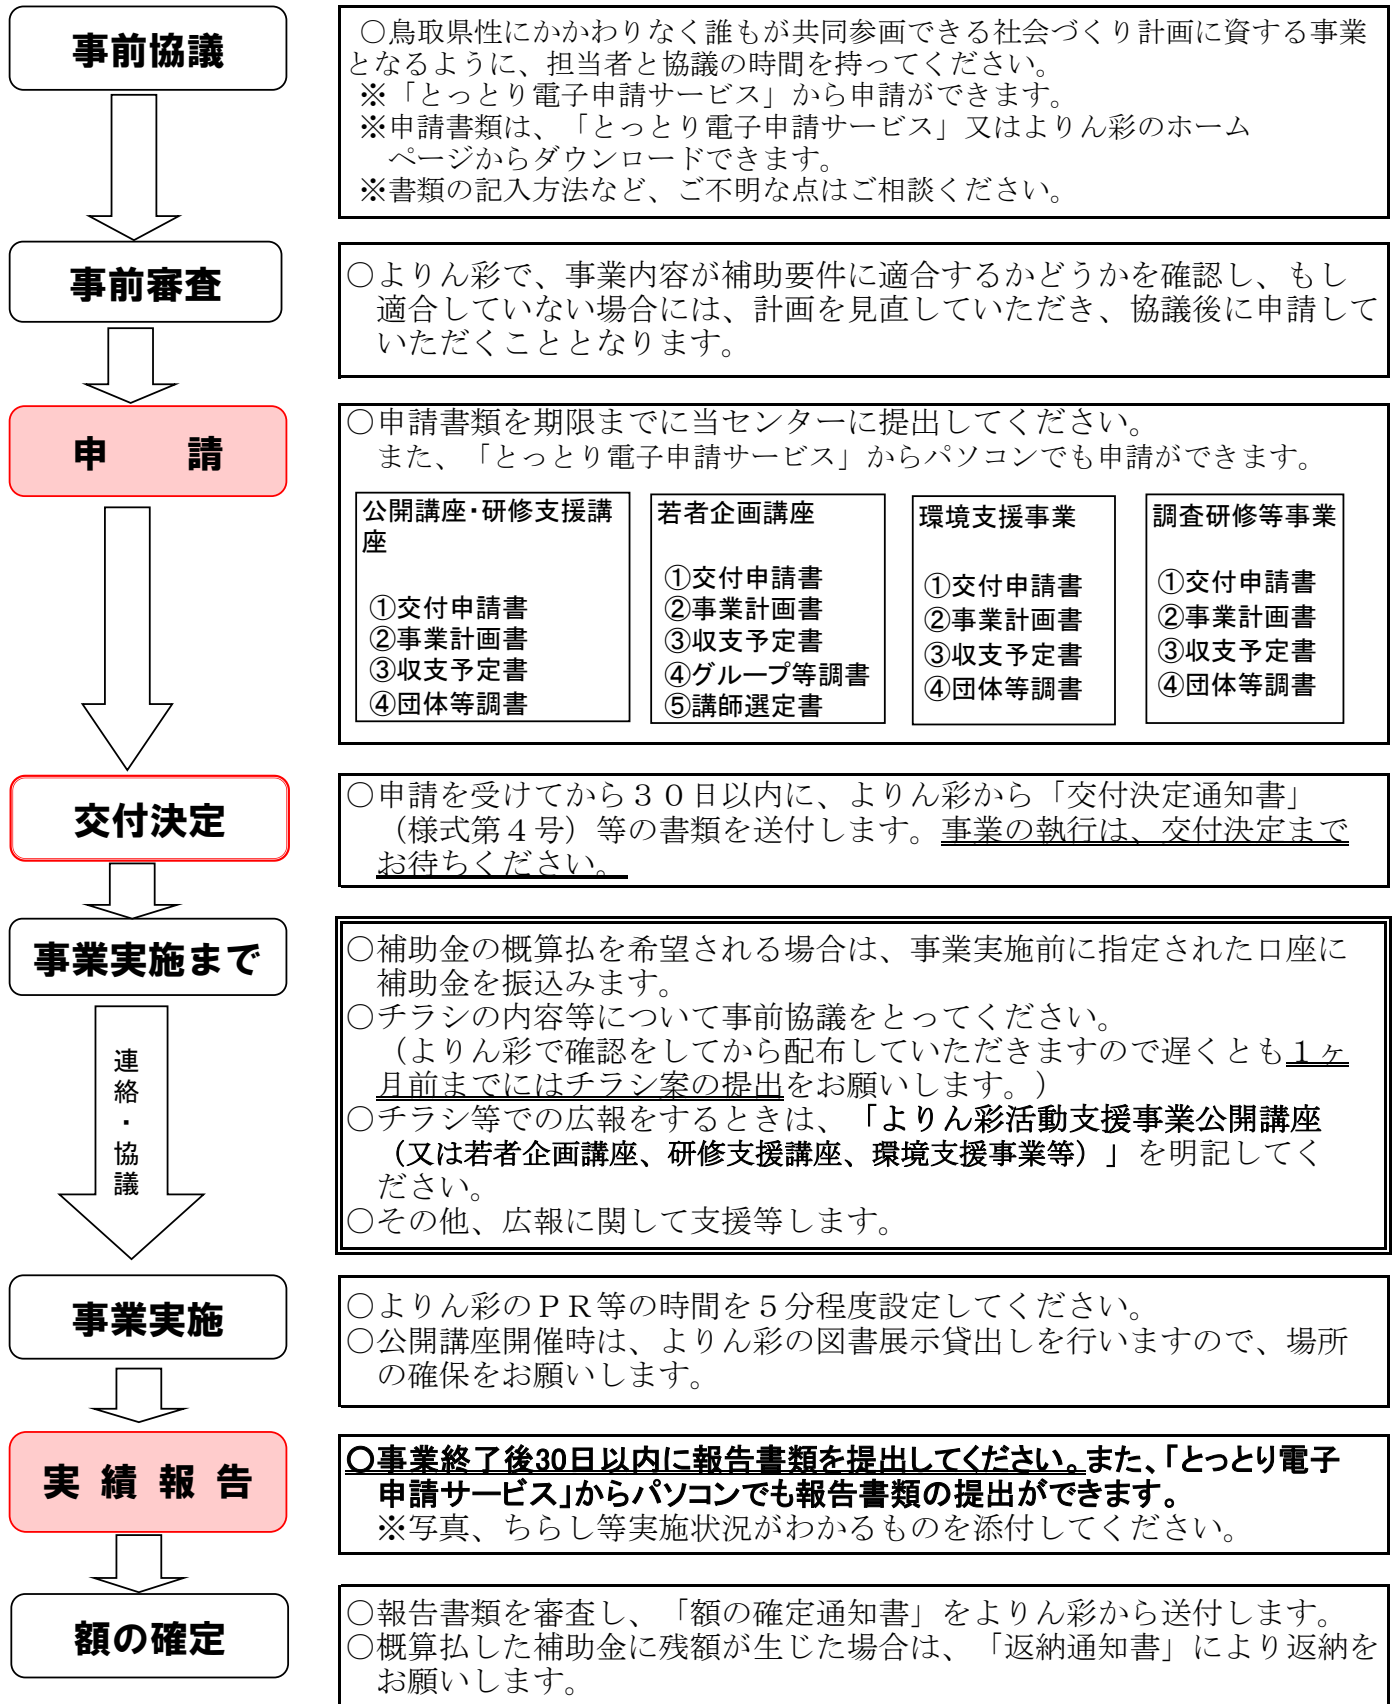 事前協議
○鳥取県性にかかわりなく誰もが共同参画できる社会づくり計画に資する事業
となるように、担当者と協議の時間を持ってください。
※「とっとり電子申請サービス」から申請ができます。
※申請書類は、「とっとり電子申請サービス」又はよりん彩のホーム
ページからダウンロードできます。
※書類の記入方法など、ご不明な点はご相談ください。
事前審査
○よりん彩で、事業内容が補助要件に適合するかどうかを確認し、もし
適合していない場合には、計画を見直していただき、協議後に申請して
いただくこととなります。
申　請
○申請書類を期限までに当センターに提出してください。
また、「とっとり電子申請サービス」からパソコンでも申請ができます。
公開講座・研修支援講
座
①交付申請書
②事業計画書
③収支予定書
④団体等調書
若者企画講座
①交付申請書
②事業計画書
③収支予定書
④グループ等調書
⑤講師選定書
環境支援事業
①交付申請書
②事業計画書
③収支予定書
④団体等調書
調査研修等事業
①交付申請書
②事業計画書
③収支予定書
④団体等調書
交付決定
○申請を受けてから３０日以内に、よりん彩から「交付決定通知書」
（様式第４号）等の書類を送付します。事業の執行は、交付決定まで
お待ちください。
事業実施まで
○補助金の概算払を希望される場合は、事業実施前に指定された口座に
補助金を振込みます。
○チラシの内容等について事前協議をとってください。
（よりん彩で確認をしてから配布していただきますので遅くとも１ヶ
月前までにはチラシ案の提出をお願いします。）
○チラシ等での広報をするときは、「よりん彩活動支援事業公開講座
（又は若者企画講座、研修支援講座、環境支援事業等）」を明記してく
ださい。
○その他、広報に関して支援等します。
連絡・協議
事業実施
○よりん彩のＰＲ等の時間を５分程度設定してください。
○公開講座開催時は、よりん彩の図書展示貸出しを行いますので、場所
の確保をお願いします。
実績報告
○事業終了後30日以内に報告書類を提出してください。また、「とっとり電子
申請サービス」からパソコンでも報告書類の提出ができます。
※写真、ちらし等実施状況がわかるものを添付してください。
額の確定
○報告書類を審査し、「額の確定通知書」をよりん彩から送付します。
○概算払した補助金に残額が生じた場合は、「返納通知書」により返納を
お願いします。